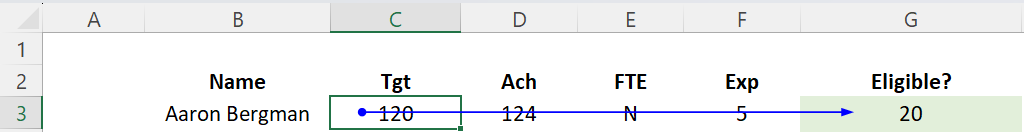 A B C D E F G
1
2 Name Tgt Ach FTE Exp Eligible?
3 Aaron Bergman 120 124 N 5 20